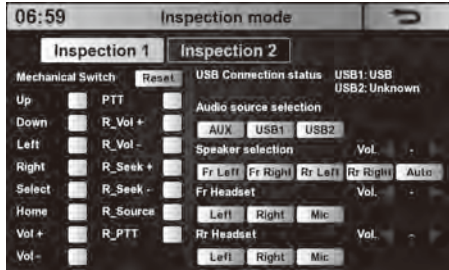 06:59 Inspection mode
Inspection 1 Inspection 2
Mechanical Switch Reset USB Connection status USB1: USB
USB2: Unknown
Up PTT
Audio source selection
Down R_Vol +
AUX USB1 USB2
Left R_Vol -
Speaker selection Vol. -
Right R_Seek +
Fr Left Fr Right Rr Left Rr Right Auto
Select R_Seek -
Fr Headset Vol. -
Home R_Source
Left Right Mic
Vol + R_PTT
Rr Headset Vol. -
Vol -
Left Right Mic